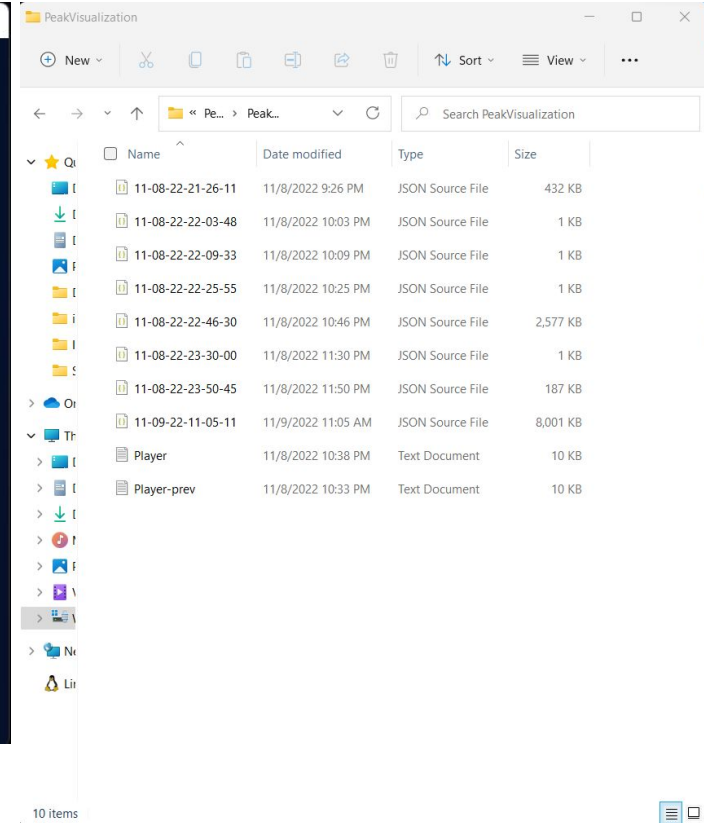 PeakVisualization
New
Sort
View
« Pe... > Peak...
Search PeakVisualization
Name Date modified Type Size
11-08-22-21-26-11 11/8/2022 9:26 PM JSON Source File 432 KB
11-08-22-22-03-48 11/8/2022 10:03 PM JSON Source File 1 KB
11-08-22-22-09-33 11/8/2022 10:09 PM JSON Source File 1 KB
11-08-22-22-25-55 11/8/2022 10:25 PM JSON Source File 1 KB
11-08-22-22-46-30 11/8/2022 10:46 PM JSON Source File 2,577 KB
11-08-22-23-30-00 11/8/2022 11:30 PM JSON Source File 1 KB
11-08-22-23-50-45 11/8/2022 11:50 PM JSON Source File 187 KB
11-09-22-11-05-11 11/9/2022 11:05 AM JSON Source File 8,001 KB
Player 11/8/2022 10:38 PM Text Document 10 KB
Player-prev 11/8/2022 10:33 PM Text Document 10 KB
10 items